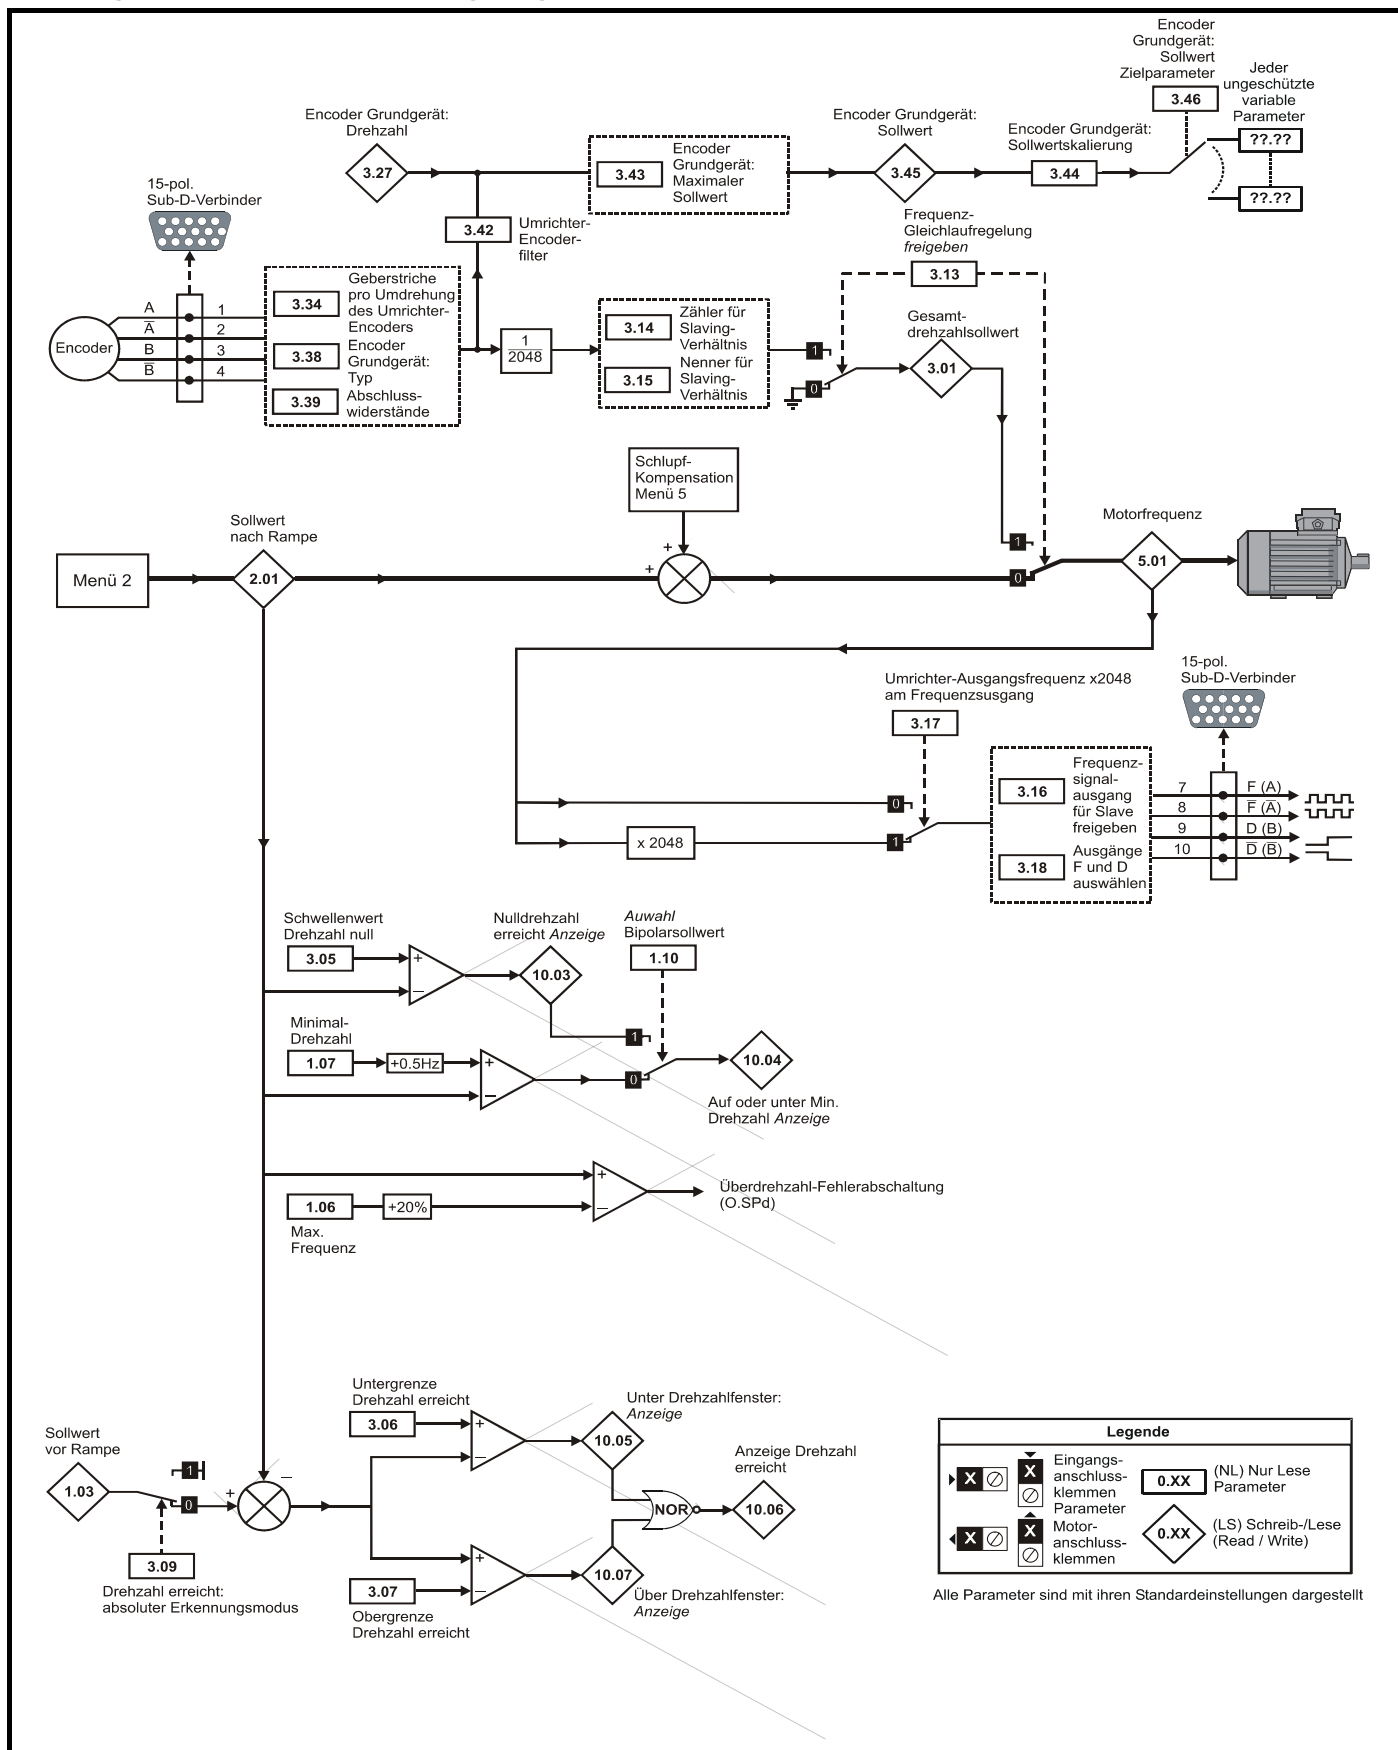 Encoder
Grundgerät:
Sollwert
Zielparameter
3.46
Jeder
ungeschützte
variable
Parameter
??.??
??.??
Encoder Grundgerät:
Drehzahl
3.27
3.43
Encoder
Grundgerät:
Maximaler
Sollwert
Encoder Grundgerät:
Sollwert
3.45
Encoder Grundgerät:
Sollwertskalierung
3.44
15-pol.
Sub-D-Verbinder
3.42
Umrichter-
Encoder-
filter
Frequenz-
Gleichlaufregelung
freigeben
3.13
Encoder
A 1
A̅ 2
B 3
B̅ 4
3.34
Geberstriche
pro Umdrehung
des Umrichter-
Encoders
3.38
Encoder
Grundgerät:
Typ
3.39
Abschluss-
widerstände
1
2048
3.14
Zähler für
Slaving-
Verhältnis
3.15
Nenner für
Slaving-
Verhältnis
1
0
Gesamt-
drehzahlsollwert
3.01
Schlupf-
Kompensation
Menü 5
Sollwert
nach Rampe
Menü 2
2.01
+
+
1
0
Motorfrequenz
5.01
Umrichter-Ausgangsfrequenz x2048
am Frequenzsusgang
3.17
15-pol.
Sub-D-Verbinder
0
1
x 2048
3.16
Frequenz-
signal-
ausgang
für Slave
freigeben
3.18
Ausgänge
F und D
auswählen
7 F (A)
8 F̅ (A̅)
9 D (B)
10 D̅ (B̅)
Schwellenwert
Drehzahl null
3.05
+
–
Nulldrehzahl
erreicht Anzeige
10.03
Auwahl
Bipolarsollwert
1.10
Minimal-
Drehzahl
1.07
+0.5Hz
+
–
1
0
10.04
Auf oder unter Min.
Drehzahl Anzeige
1.06
+20%
+
–
Max.
Frequenz
Überdrehzahl-Fehlerabschaltung
(O.SPd)
Untergrenze
Drehzahl erreicht
3.06
+
–
Unter Drehzahlfenster:
Anzeige
10.05
Sollwert
vor Rampe
1.03
1
0
+
–
3.09
Drehzahl erreicht:
absoluter Erkennungsmodus
NOR
Anzeige Drehzahl
erreicht
10.06
3.07
+
–
Obergrenze
Drehzahl erreicht
10.07
Über Drehzahlfenster:
Anzeige
Legende
X
X
Eingangs-
anschluss-
klemmen
Parameter
0.XX
(NL) Nur Lese
Parameter
X
X
Motor-
anschluss-
klemmen
0.XX
(LS) Schreib-/Lese
(Read / Write)
Alle Parameter sind mit ihren Standardeinstellungen dargestellt